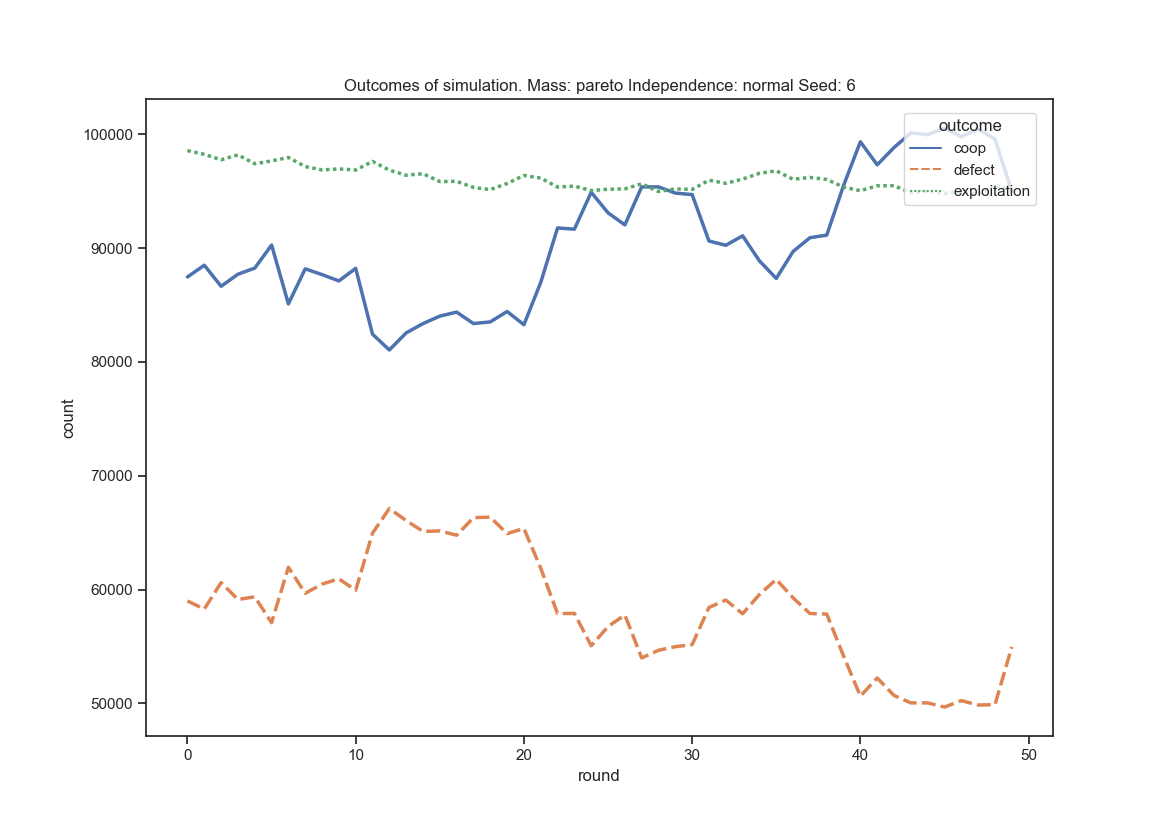 Outcomes of simulation. Mass: pareto Independence: normal Seed: 6
outcome
coop
defect
exploitation
count
100000
90000
80000
70000
60000
50000
0 10 20 30 40 50
round